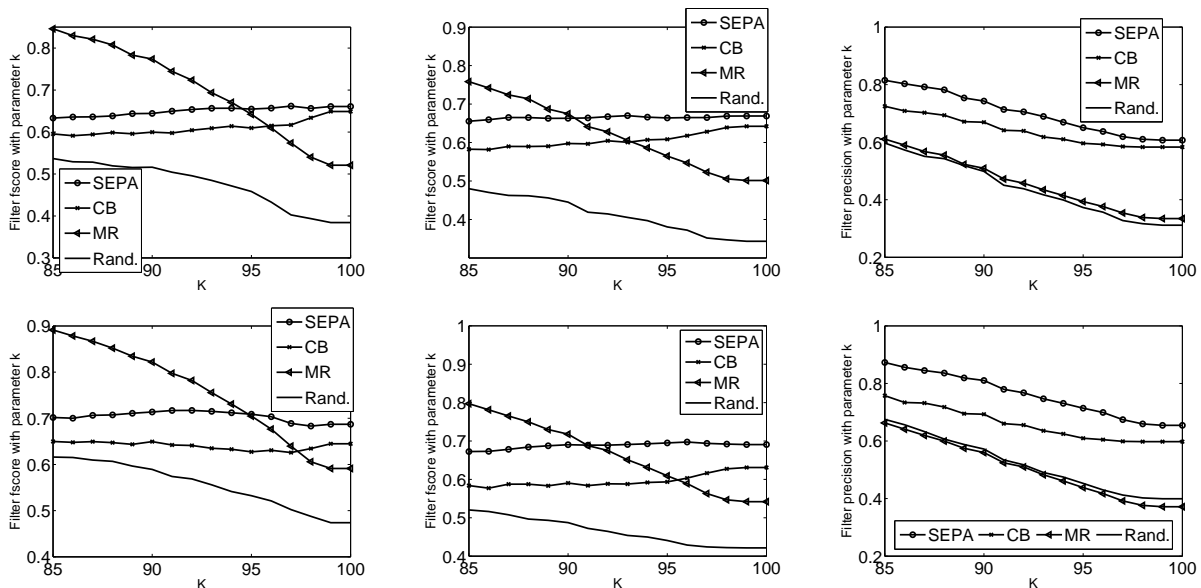 Filter fscore with parameter k
0.8
0.7
0.6
0.5
0.4
0.3
85
90
95
100
K
SEPA
CB
MR
Rand.
Filter fscore with parameter k
0.9
0.8
0.7
0.6
0.5
0.4
85
90
95
100
K
SEPA
CB
MR
Rand.
Filter precision with parameter k
1
0.8
0.6
0.4
0.2
85
90
95
100
K
SEPA
CB
MR
Rand.
Filter fscore with parameter k
0.9
0.8
0.7
0.6
0.5
0.4
85
90
95
100
K
SEPA
CB
MR
Rand.
Filter fscore with parameter k
1
0.9
0.8
0.7
0.6
0.5
0.4
85
90
95
100
K
SEPA
CB
MR
Rand.
Filter precision with parameter k
1
0.8
0.6
0.4
0.2
85
90
95
100
K
SEPA CB MR Rand.